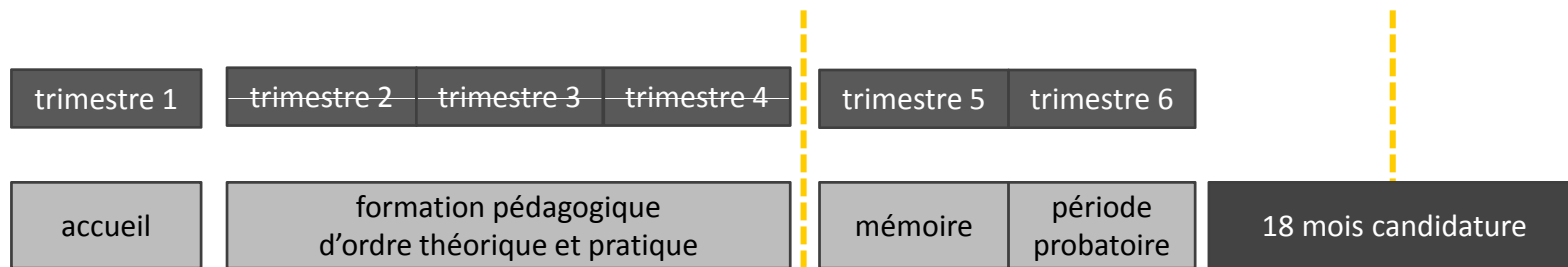 trimestre 1
trimestre 2
trimestre 3
trimestre 4
trimestre 5
trimestre 6
accueil
formation pédagogique
d'ordre théorique et pratique
mémoire
période
probatoire
18 mois candidature